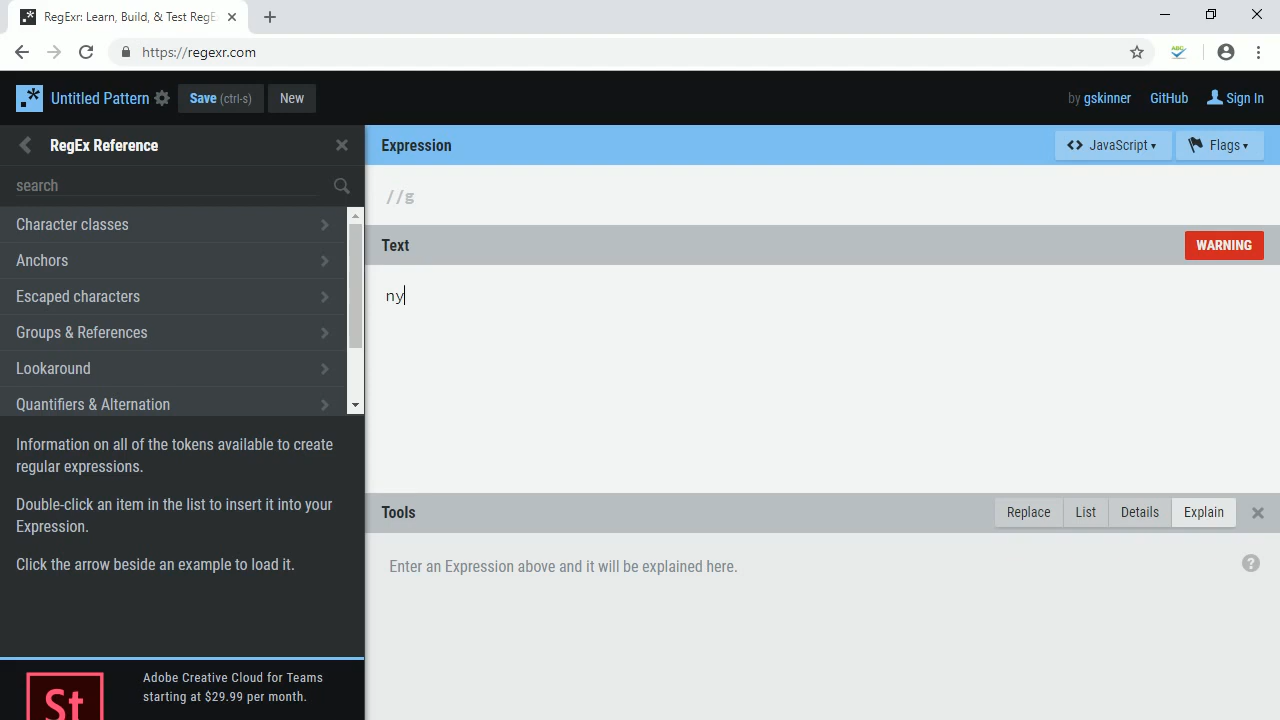 RegExr: Learn, Build, & Test RegE
https://regexr.com
ABC
.*
Untitled Pattern
Save (ctrl-s)
New
by gskinner
GitHub
Sign In
RegEx Reference
search
Character classes
Anchors
Escaped characters
Groups & References
Lookaround
Quantifiers & Alternation
Information on all of the tokens available to create
regular expressions.
Double-click an item in the list to insert it into your
Expression.
Click the arrow beside an example to load it.
St
Adobe Creative Cloud for Teams
starting at $29.99 per month.
Expression
<> JavaScript
Flags
//g
Text
WARNING
ny
Tools
Replace
List
Details
Explain
Enter an Expression above and it will be explained here.
?